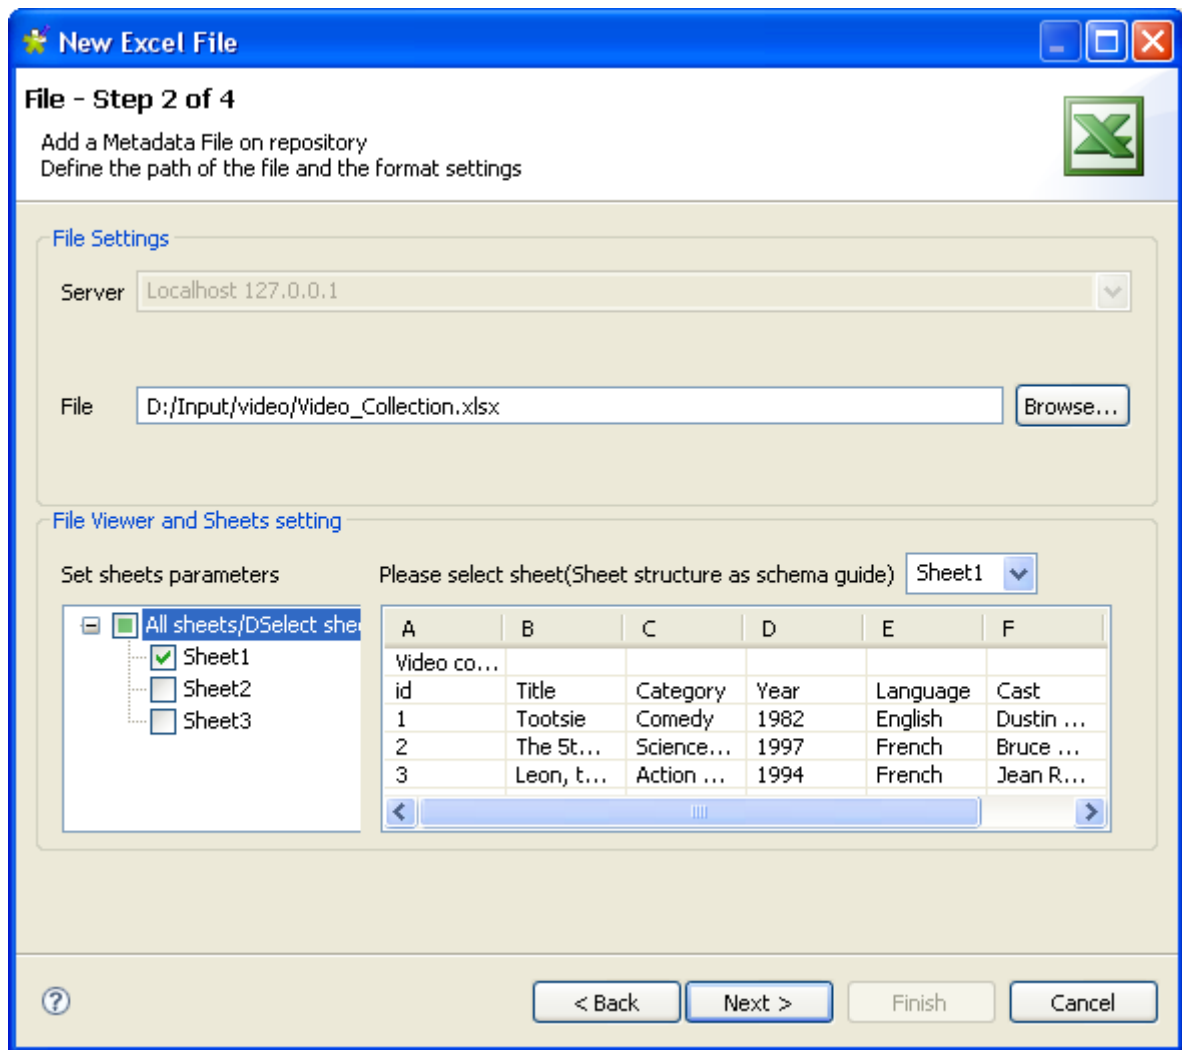 New Excel File
File - Step 2 of 4
Add a Metadata File on repository
Define the path of the file and the format settings
File Settings
Server Localhost 127.0.0.1
File D:/Input/video/Video_Collection.xlsx Browse...
File Viewer and Sheets setting
Set sheets parameters Please select sheet(Sheet structure as schema guide) Sheet1
All sheets/DSelect shee
Sheet1
Sheet2
Sheet3
A B C D E F
Video co...
id Title Category Year Language Cast
1 Tootsie Comedy 1982 English Dustin ...
2 The 5t... Science... 1997 French Bruce ...
3 Leon, t... Action ... 1994 French Jean R...
? < Back Next > Finish Cancel